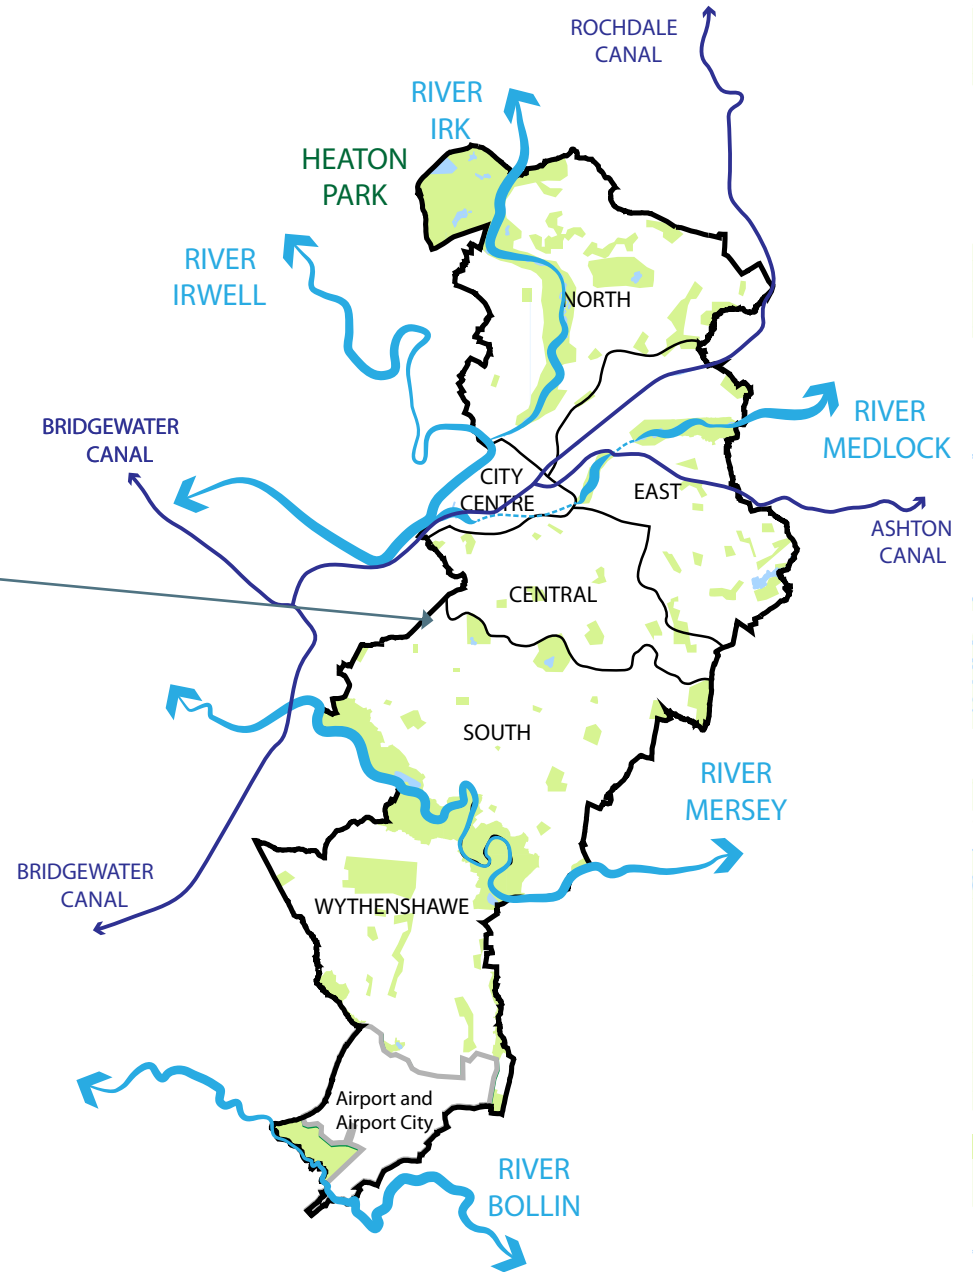 ROCHDALE
CANAL
RIVER
IRK
HEATON
PARK
RIVER
IRWELL
NORTH
BRIDGEWATER
CANAL
RIVER
MEDLOCK
CITY
CENTRE
EAST
ASHTON
CANAL
CENTRAL
SOUTH
RIVER
MERSEY
BRIDGEWATER
CANAL
WYTHENSHAWE
Airport and
Airport City
RIVER
BOLLIN